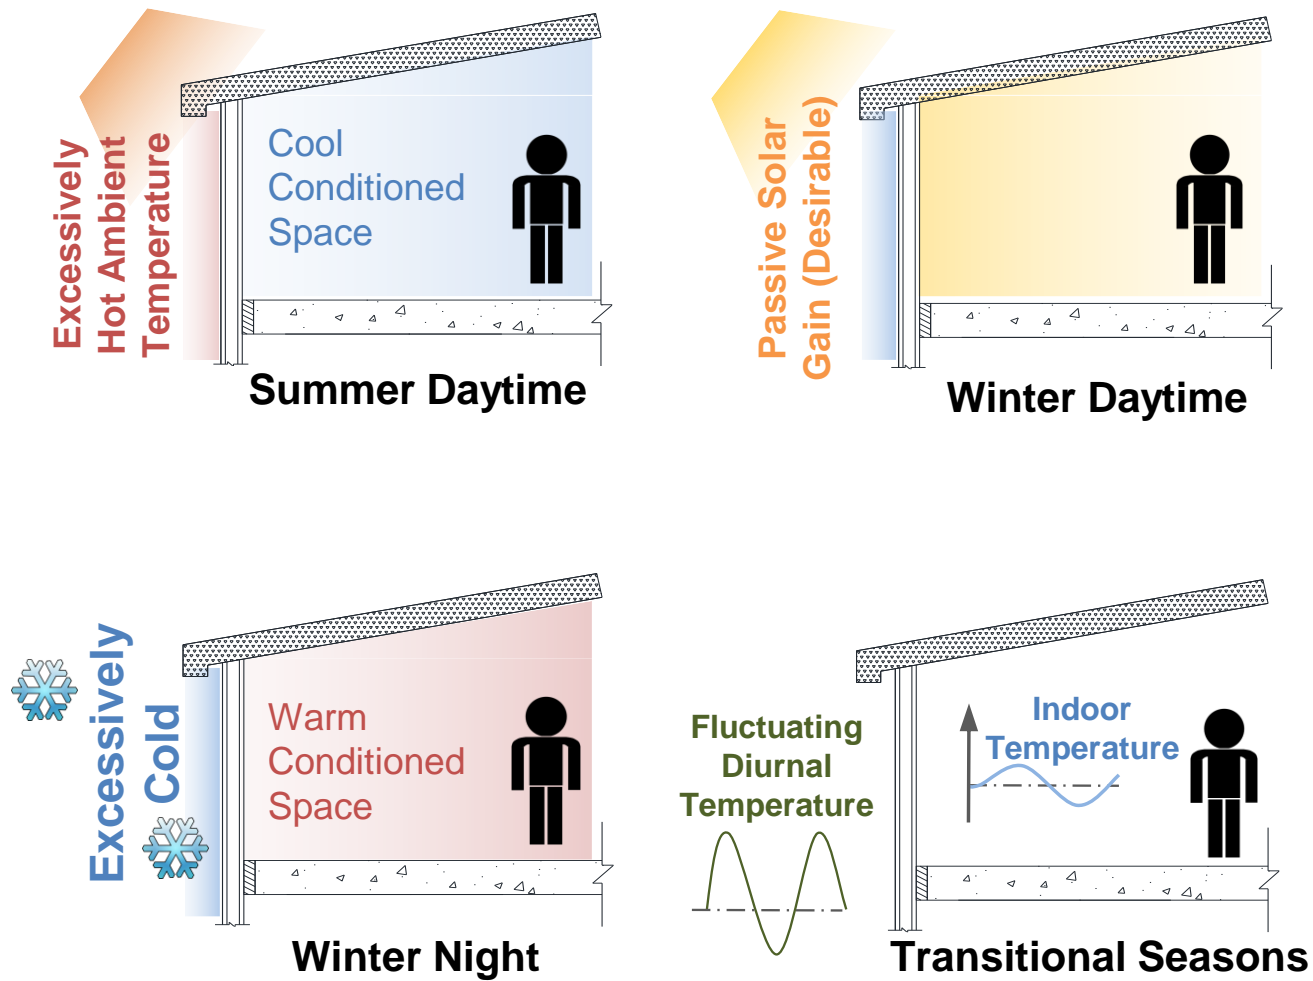 Excessively
Hot Ambient
Temperature
Cool
Conditioned
Space
Summer Daytime
Passive Solar
Gain (Desirable)
Winter Daytime
Excessively
Cold
Warm
Conditioned
Space
Winter Night
Fluctuating
Diurnal
Temperature
Indoor
Temperature
Transitional Seasons